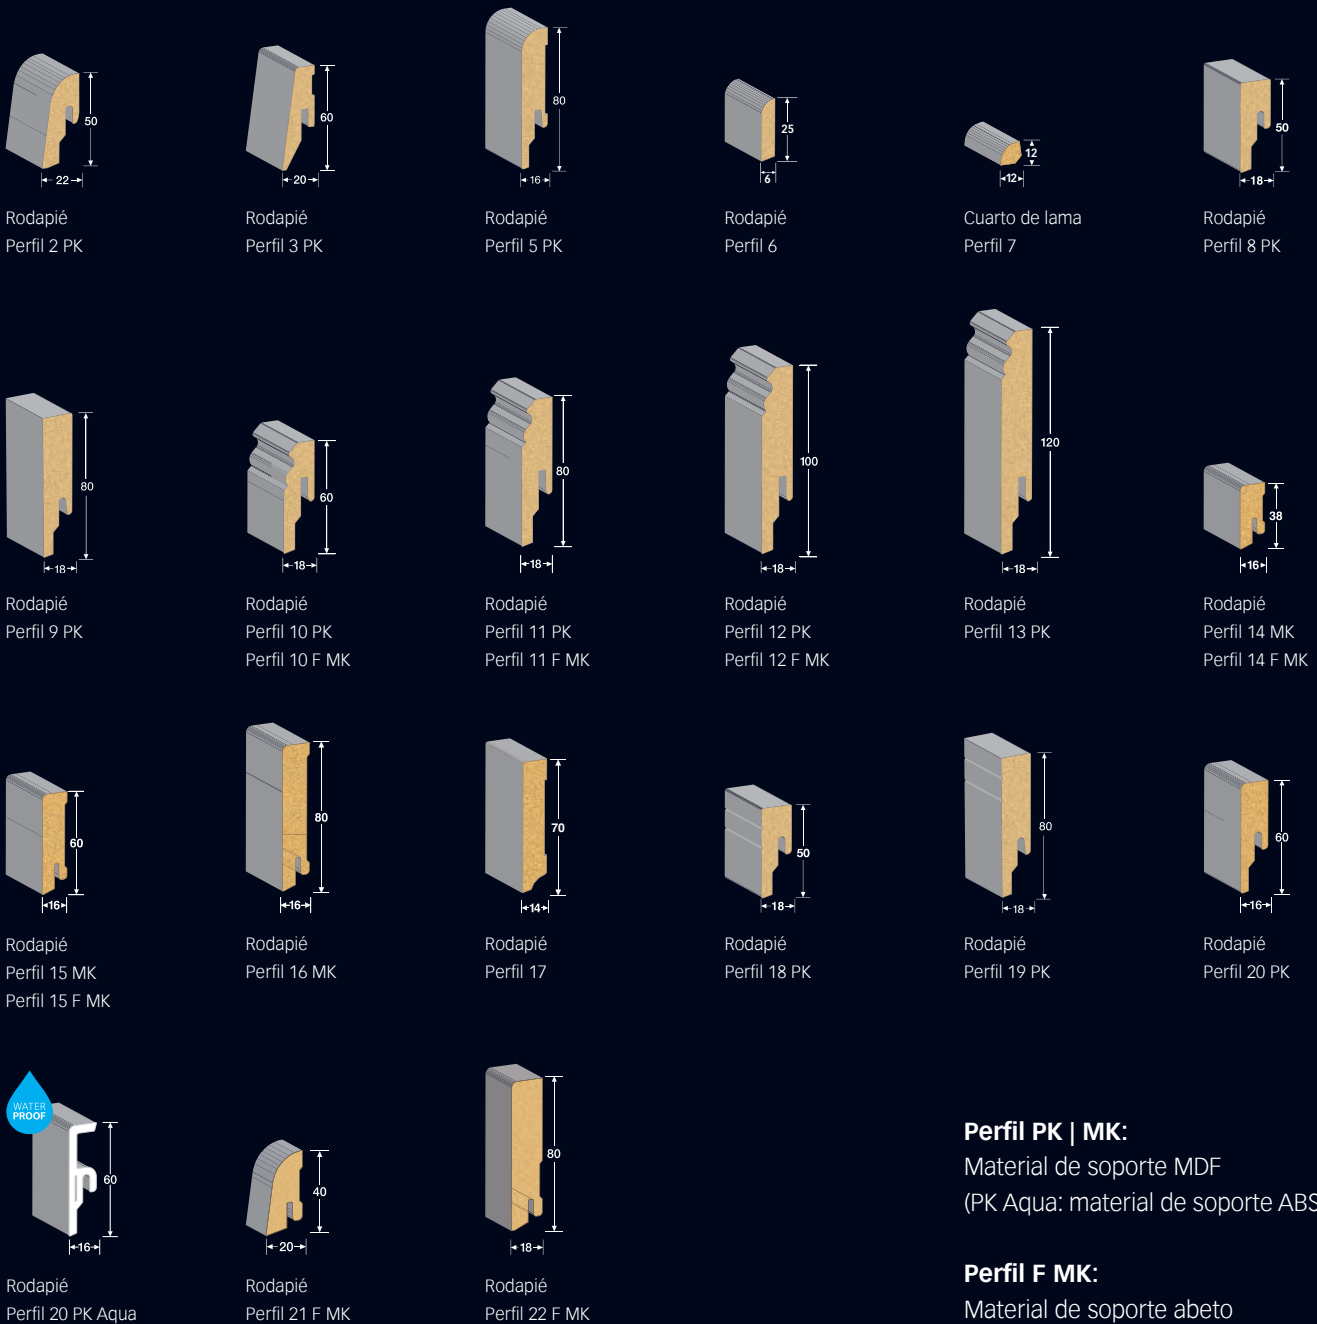 50
22
Rodapié
Perfil 2 PK
60
20
Rodapié
Perfil 3 PK
80
16
Rodapié
Perfil 5 PK
25
6
Rodapié
Perfil 6
12
12
Cuarto de lama
Perfil 7
50
18
Rodapié
Perfil 8 PK
80
18
Rodapié
Perfil 9 PK
60
18
Rodapié
Perfil 10 PK
Perfil 10 F MK
80
18
Rodapié
Perfil 11 PK
Perfil 11 F MK
100
18
Rodapié
Perfil 12 PK
Perfil 12 F MK
120
18
Rodapié
Perfil 13 PK
38
16
Rodapié
Perfil 14 MK
Perfil 14 F MK
60
16
Rodapié
Perfil 15 MK
Perfil 15 F MK
80
16
Rodapié
Perfil 16 MK
70
14
Rodapié
Perfil 17
50
18
Rodapié
Perfil 18 PK
80
18
Rodapié
Perfil 19 PK
60
16
Rodapié
Perfil 20 PK
WATER
PROOF
60
16
Rodapié
Perfil 20 PK Aqua
40
20
Rodapié
Perfil 21 F MK
80
18
Rodapié
Perfil 22 F MK
Perfil PK | MK:
Material de soporte MDF
(PK Aqua: material de soporte ABS
Perfil F MK:
Material de soporte abeto